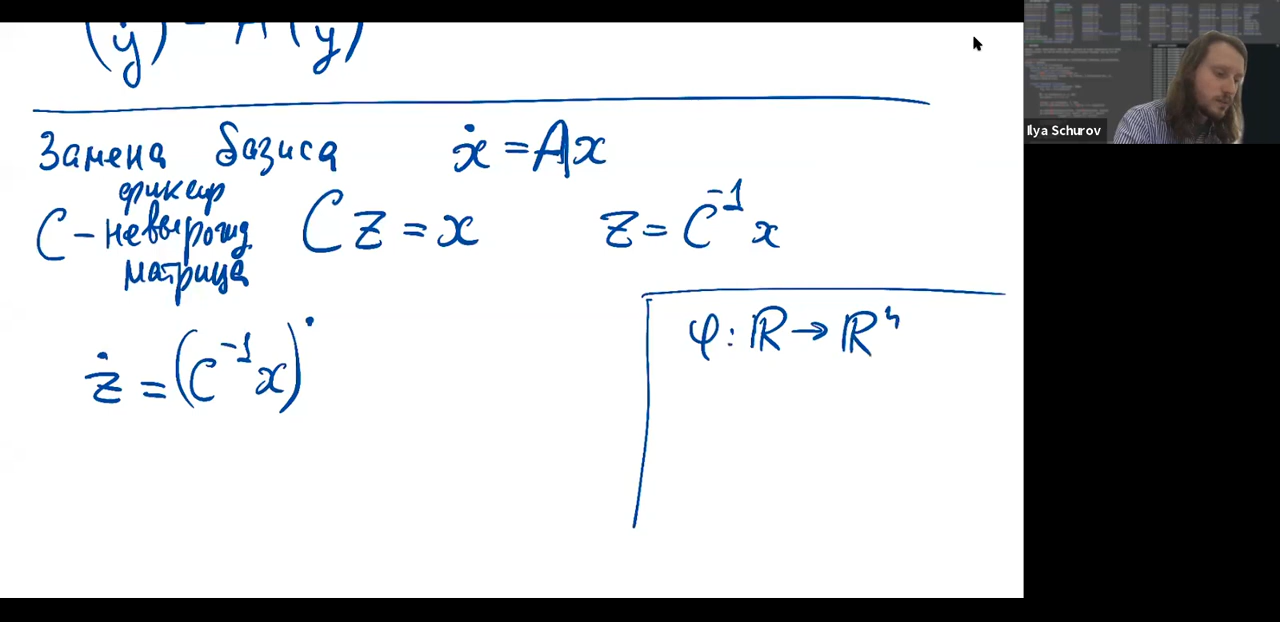 (ẏ) = A (y)
Замена базиса ẋ = Ax
фиксир
C – невырожд. Cz = x z = C⁻¹x
матрица
φ: ℝ → ℝⁿ
ż = (C⁻¹x)˙
Ilya Schurov